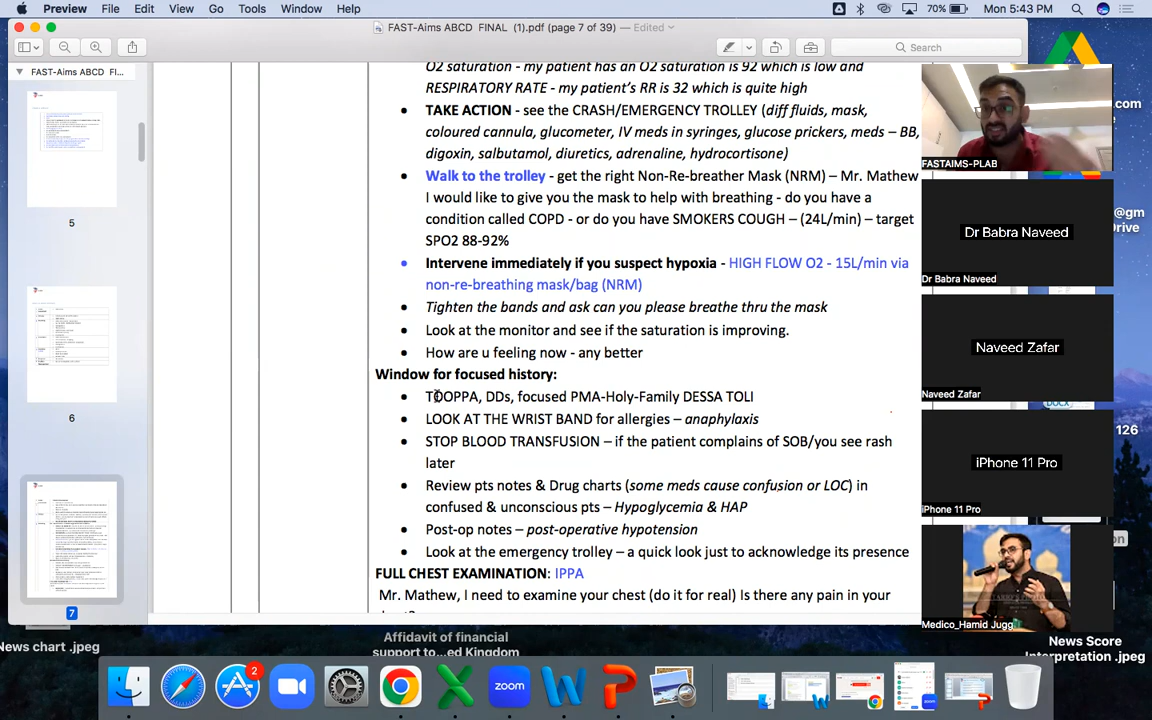 Preview File Edit View Go Tools Window Help
70% Mon 5:43 PM
FAST-Aims ABCD FINAL (1).pdf (page 7 of 39) — Edited
Search
FAST-Aims ABCD FI...
5
6
7
O2 saturation - my patient has an O2 saturation is 92 which is low and
RESPIRATORY RATE - my patient's RR is 32 which is quite high
TAKE ACTION - see the CRASH/EMERGENCY TROLLEY (diff fluids, mask,
coloured cannula, glucometer, IV meds in syringes, glucose prickers, meds – BB,
digoxin, salbutamol, diuretics, adrenaline, hydrocortisone)
Walk to the trolley - get the right Non-Re-breather Mask (NRM) – Mr. Mathew
I would like to give you the mask to help with breathing - do you have a
condition called COPD - or do you have SMOKERS COUGH – (24L/min) – target
SPO2 88-92%
Intervene immediately if you suspect hypoxia - HIGH FLOW O2 - 15L/min via
non-re-breathing mask/bag (NRM)
Tighten the bands and ask can you please breathe thru the mask
Look at the monitor and see if the saturation is improving.
How are u feeling now - any better
Window for focused history:
DDs, focused PMA-Holy-Family DESSA TOLI
LOOK AT THE WRIST BAND for allergies – anaphylaxis
STOP BLOOD TRANSFUSION – if the patient complains of SOB/you see rash
later
Review pts notes & Drug charts (some meds cause confusion or LOC) in
confused & unconscious pts – Hypoglycemia & HAP
Post-op notes – post-operative hypotension
Look at the emergency trolley – a quick look just to acknowledge its presence
FULL CHEST EXAMINATION: IPPA
Mr. Mathew, I need to examine your chest (do it for real) Is there any pain in your
FASTAIMS-PLAB
Dr Babra Naveed
Dr Babra Naveed
Naveed Zafar
Naveed Zafar
iPhone 11 Pro
iPhone 11 Pro
Medico_Hamid Jugg
.com
@gm
Drive
126
on
News chart .jpeg
Affidavit of financial
support to...ed Kingdom
News Score
Interpretation .jpeg
2
zoom